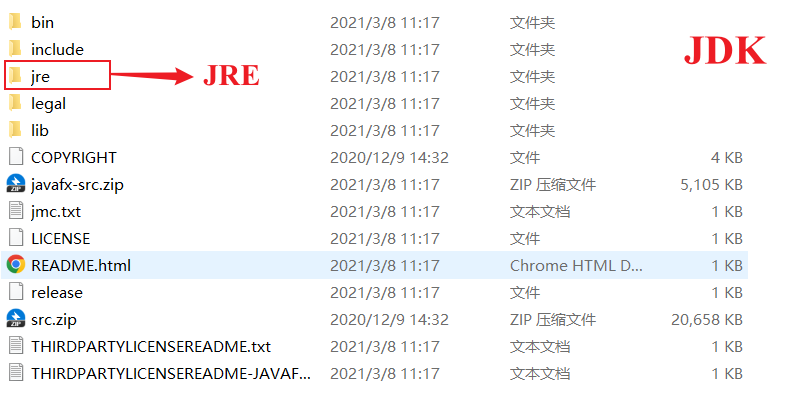 bin 2021/3/8 11:17 文件夹
include 2021/3/8 11:17 文件夹
jre 2021/3/8 11:17 文件夹
JRE
JDK
legal 2021/3/8 11:17 文件夹
lib 2021/3/8 11:17 文件夹
COPYRIGHT 2020/12/9 14:32 文件 4 KB
ZIP javafx-src.zip 2021/3/8 11:17 ZIP 压缩文件 5,105 KB
jmc.txt 2021/3/8 11:17 文本文档 1 KB
LICENSE 2021/3/8 11:17 文件 1 KB
README.html 2021/3/8 11:17 Chrome HTML D... 1 KB
release 2021/3/8 11:17 文件 1 KB
ZIP src.zip 2020/12/9 14:32 ZIP 压缩文件 20,658 KB
THIRDPARTYLICENSEREADME.txt 2021/3/8 11:17 文本文档 1 KB
THIRDPARTYLICENSEREADME-JAVAF... 2021/3/8 11:17 文本文档 1 KB